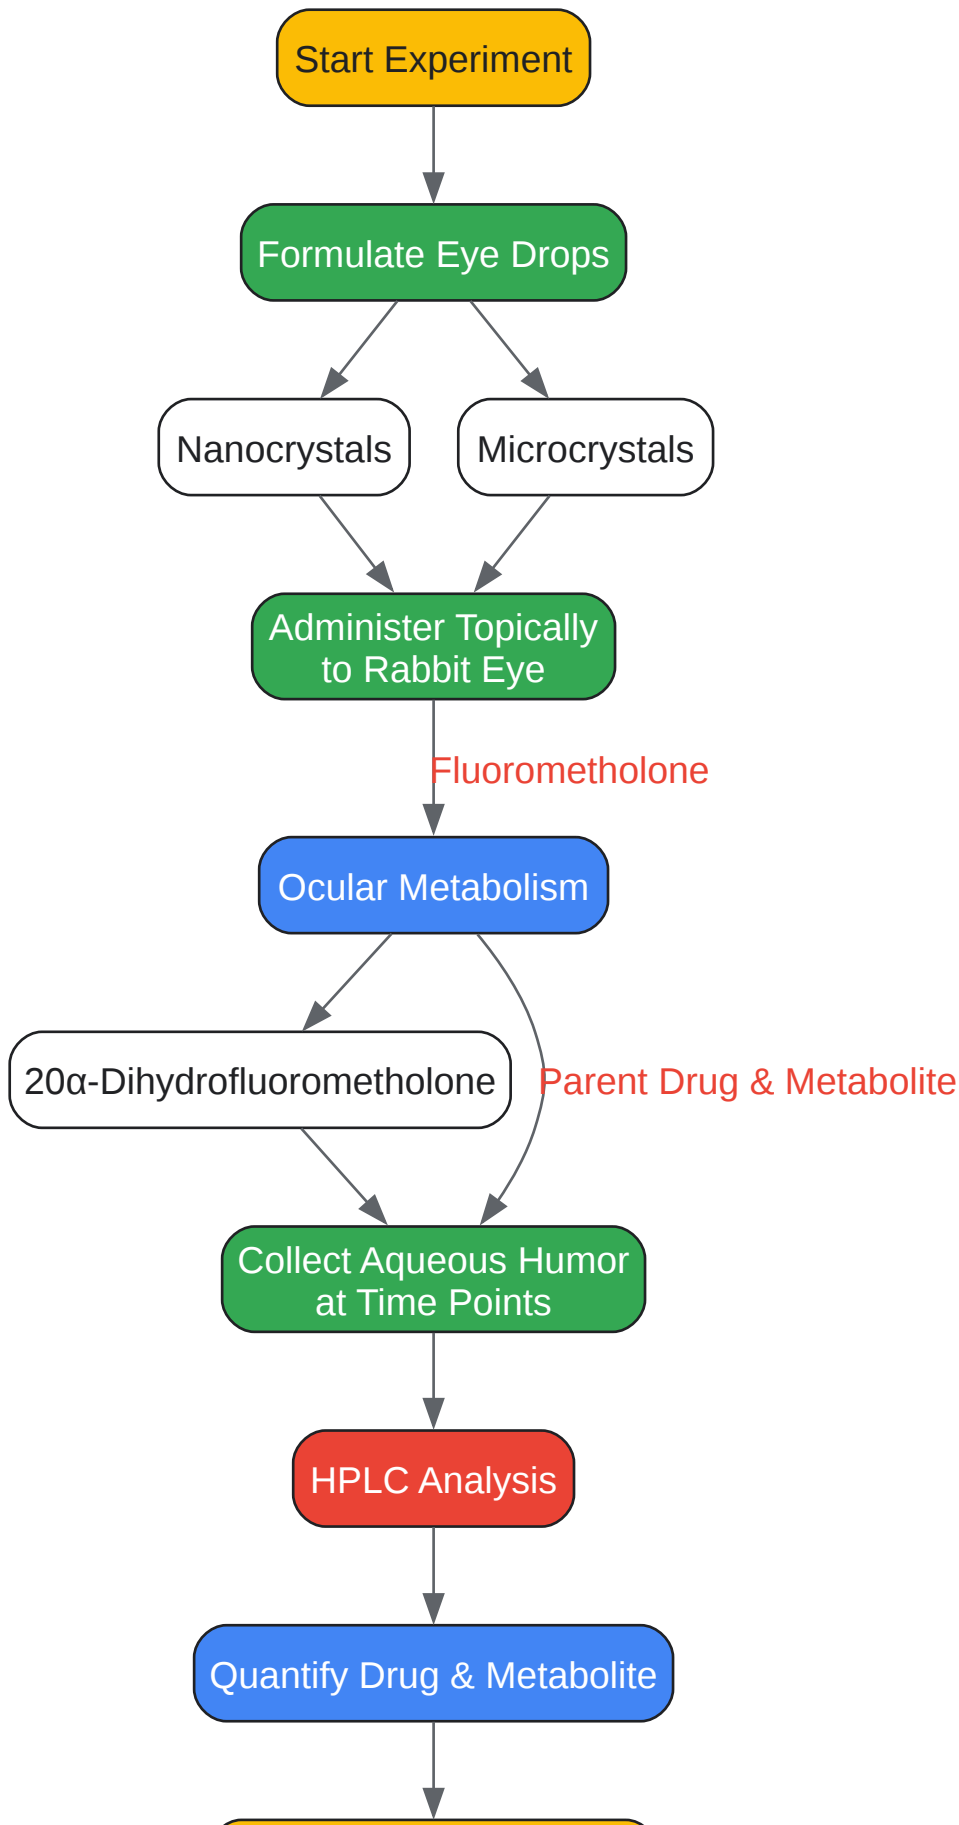 Start Experiment
Formulate Eye Drops
Nanocrystals
Microcrystals
Administer Topically
to Rabbit Eye
Fluorometholone
Ocular Metabolism
20α-Dihydrofluorometholone
Parent Drug & Metabolite
Collect Aqueous Humor
at Time Points
HPLC Analysis
Quantify Drug & Metabolite